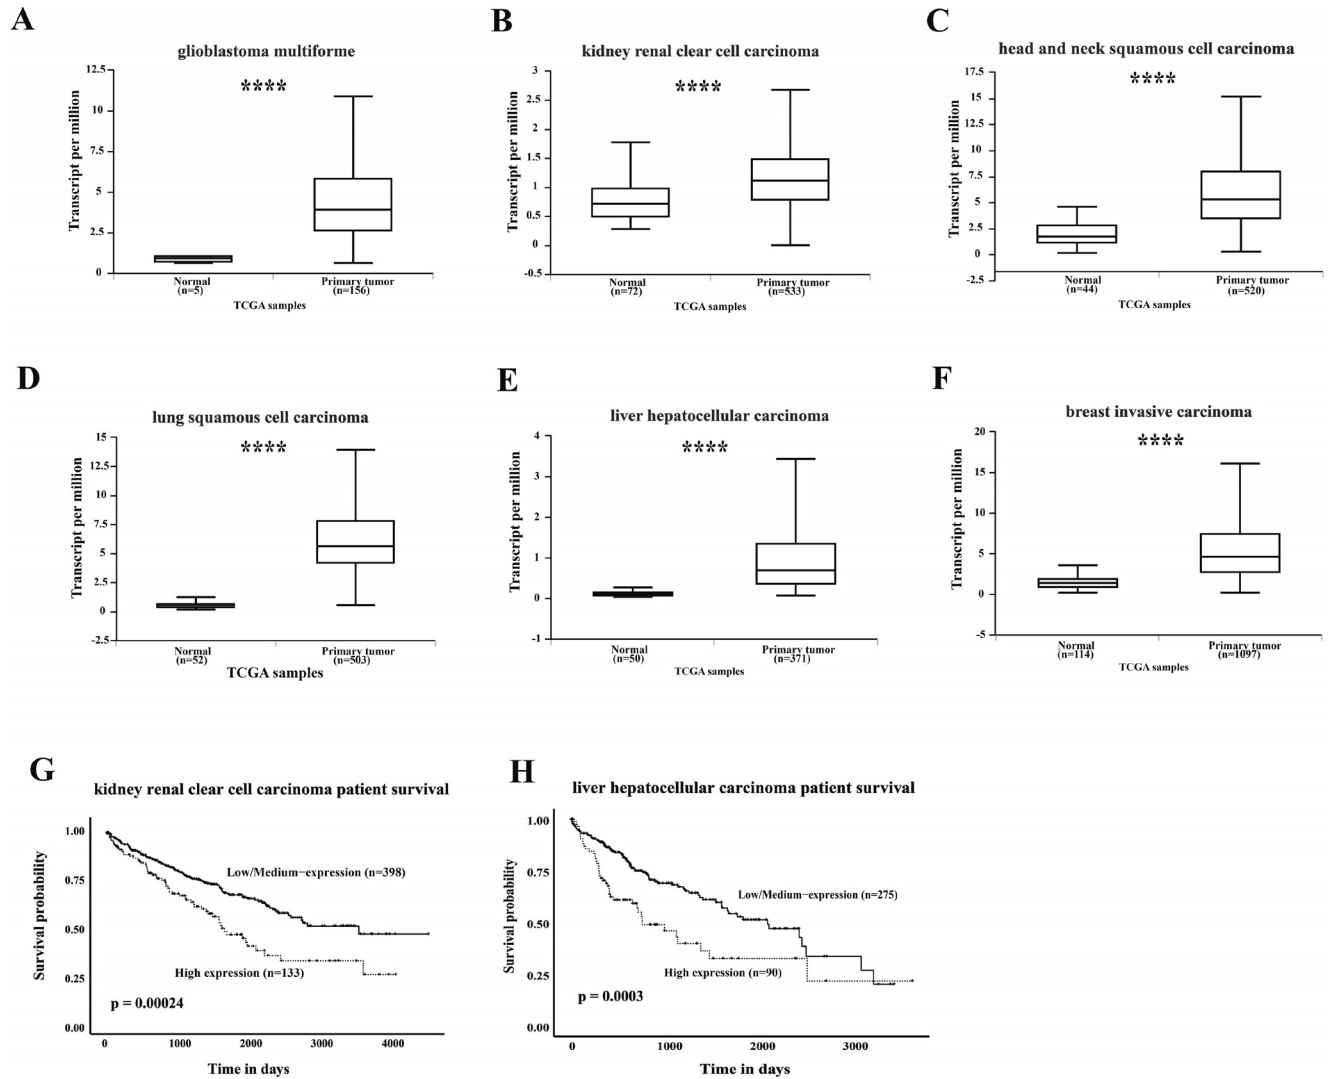 A
glioblastoma multiforme
****
Transcript per million
12.5
10
7.5
5
2.5
0
Normal
(n=5)
Primary tumor
(n=156)
TCGA samples
B
kidney renal clear cell carcinoma
****
Transcript per million
3
2.5
2
1.5
1
0.5
0
-0.5
Normal
(n=72)
Primary tumor
(n=533)
TCGA samples
C
head and neck squamous cell carcinoma
****
Transcript per million
17.5
15
12.5
10
7.5
5
2.5
0
-2.5
Normal
(n=44)
Primary tumor
(n=520)
TCGA samples
D
lung squamous cell carcinoma
****
Transcript per million
15
12.5
10
7.5
5
2.5
0
-2.5
Normal
(n=52)
Primary tumor
(n=503)
TCGA samples
E
liver hepatocellular carcinoma
****
Transcript per million
4
3
2
1
0
-1
Normal
(n=50)
Primary tumor
(n=371)
TCGA samples
F
breast invasive carcinoma
****
Transcript per million
20
15
10
5
0
-5
Normal
(n=114)
Primary tumor
(n=1097)
TCGA samples
G
kidney renal clear cell carcinoma patient survival
Survival probability
1.00
0.75
0.50
0.25
0.00
Low/Medium−expression (n=398)
High expression (n=133)
p = 0.00024
0 1000 2000 3000 4000
Time in days
H
liver hepatocellular carcinoma patient survival
Survival probability
1.00
0.75
0.50
0.25
0.00
Low/Medium−expression (n=275)
High expression (n=90)
p = 0.0003
0 1000 2000 3000
Time in days